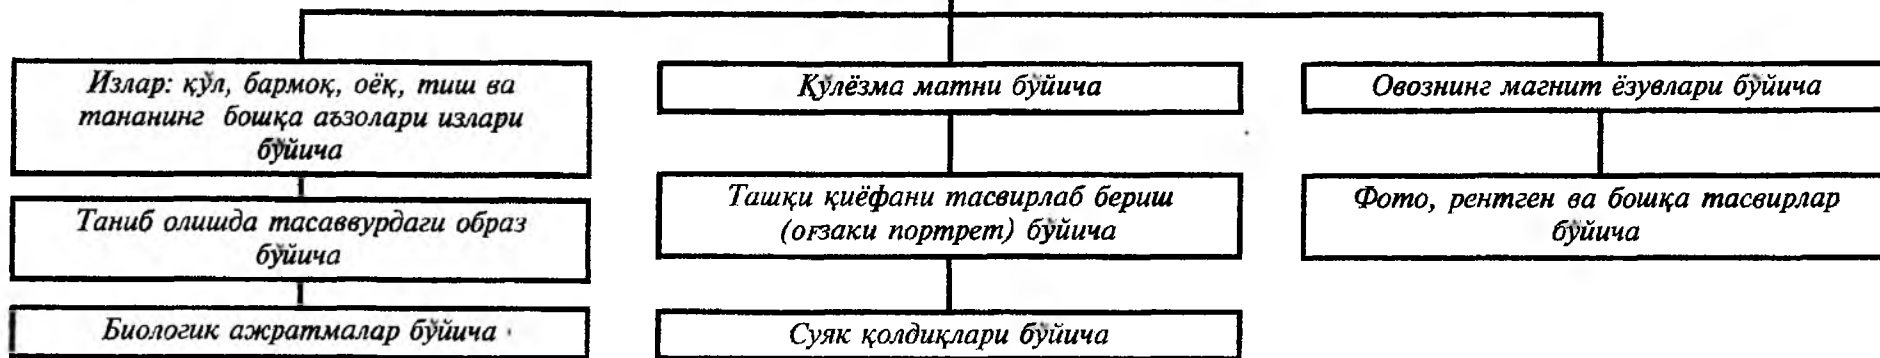 Излар: қўл, бармоқ, оёқ, тиш ва
тананинг бошқа аъзолари излари
бўйича
Таниб олишда тасаввурдаги образ
бўйича
Биологик ажратмалар бўйича
Қўлёзма матни бўйича
Ташқи қиёфани тасвирлаб бериш
(оғзаки портрет) бўйича
Суяк қолдиқлари бўйича
Овознинг магнит ёзувлари бўйича
Фото, рентген ва бошқа тасвирлар
бўйича